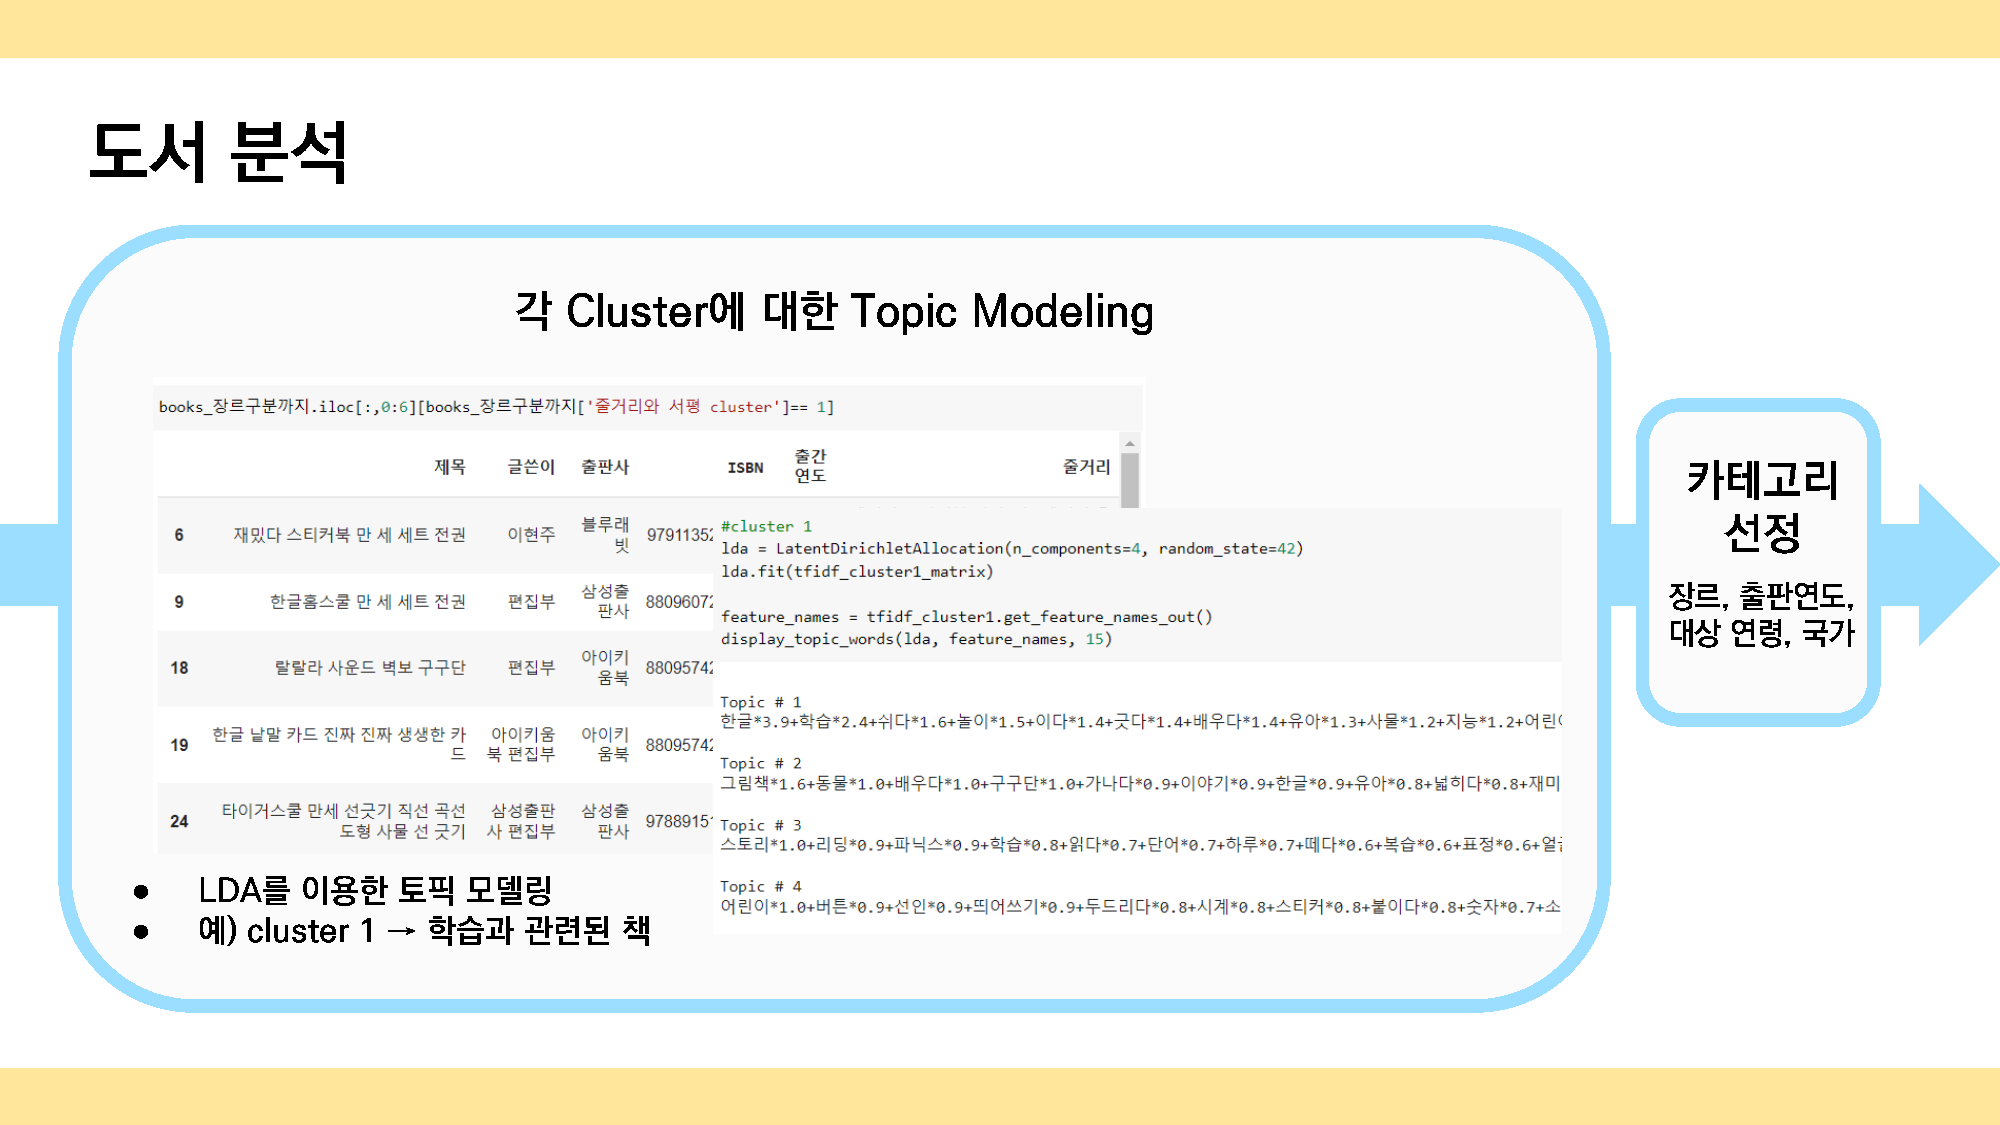 도서 분석
각 Cluster에 대한 Topic Modeling
books_장르구분까지.iloc[:,0:6][books_장르구분까지['줄거리와 서평 cluster']== 1]
제목 글쓴이 출판사 ISBN 출간연도 줄거리
6 재밌다 스티커북 만 세 세트 전권 이현주 블루래빗 97911352
9 한글홈스쿨 만 세 세트 전권 편집부 삼성출판사 88096072
18 랄랄라 사운드 벽보 구구단 편집부 아이키움북 88095742
19 한글 낱말 카드 진짜 진짜 생생한 카드 아이키움북 편집부 아이키움북 88095742
24 타이거스쿨 만세 선긋기 직선 곡선 도형 사물 선 긋기 삼성출판사 편집부 삼성출판사 9788915
#cluster 1
lda = LatentDirichletAllocation(n_components=4, random_state=42)
lda.fit(tfidf_cluster1_matrix)
feature_names = tfidf_cluster1.get_feature_names_out()
display_topic_words(lda, feature_names, 15)
Topic # 1
한글*3.9+학습*2.4+쉬다*1.6+놀이*1.5+이다*1.4+긋다*1.4+배우다*1.4+유아*1.3+사물*1.2+지능*1.2+어린
Topic # 2
그림책*1.6+동물*1.0+배우다*1.0+구구단*1.0+가나다*0.9+이야기*0.9+한글*0.9+유아*0.8+넓히다*0.8+재미
Topic # 3
스토리*1.0+리딩*0.9+파닉스*0.9+학습*0.8+읽다*0.7+단어*0.7+하루*0.7+떼다*0.6+복습*0.6+표정*0.6+얼
Topic # 4
어린이*1.0+버튼*0.9+선인*0.9+띄어쓰기*0.9+두드리다*0.8+시계*0.8+스티커*0.8+붙이다*0.8+숫자*0.7+소
● LDA를 이용한 토픽 모델링
● 예) cluster 1 → 학습과 관련된 책
카테고리
선정
장르, 출판연도,
대상 연령, 국가